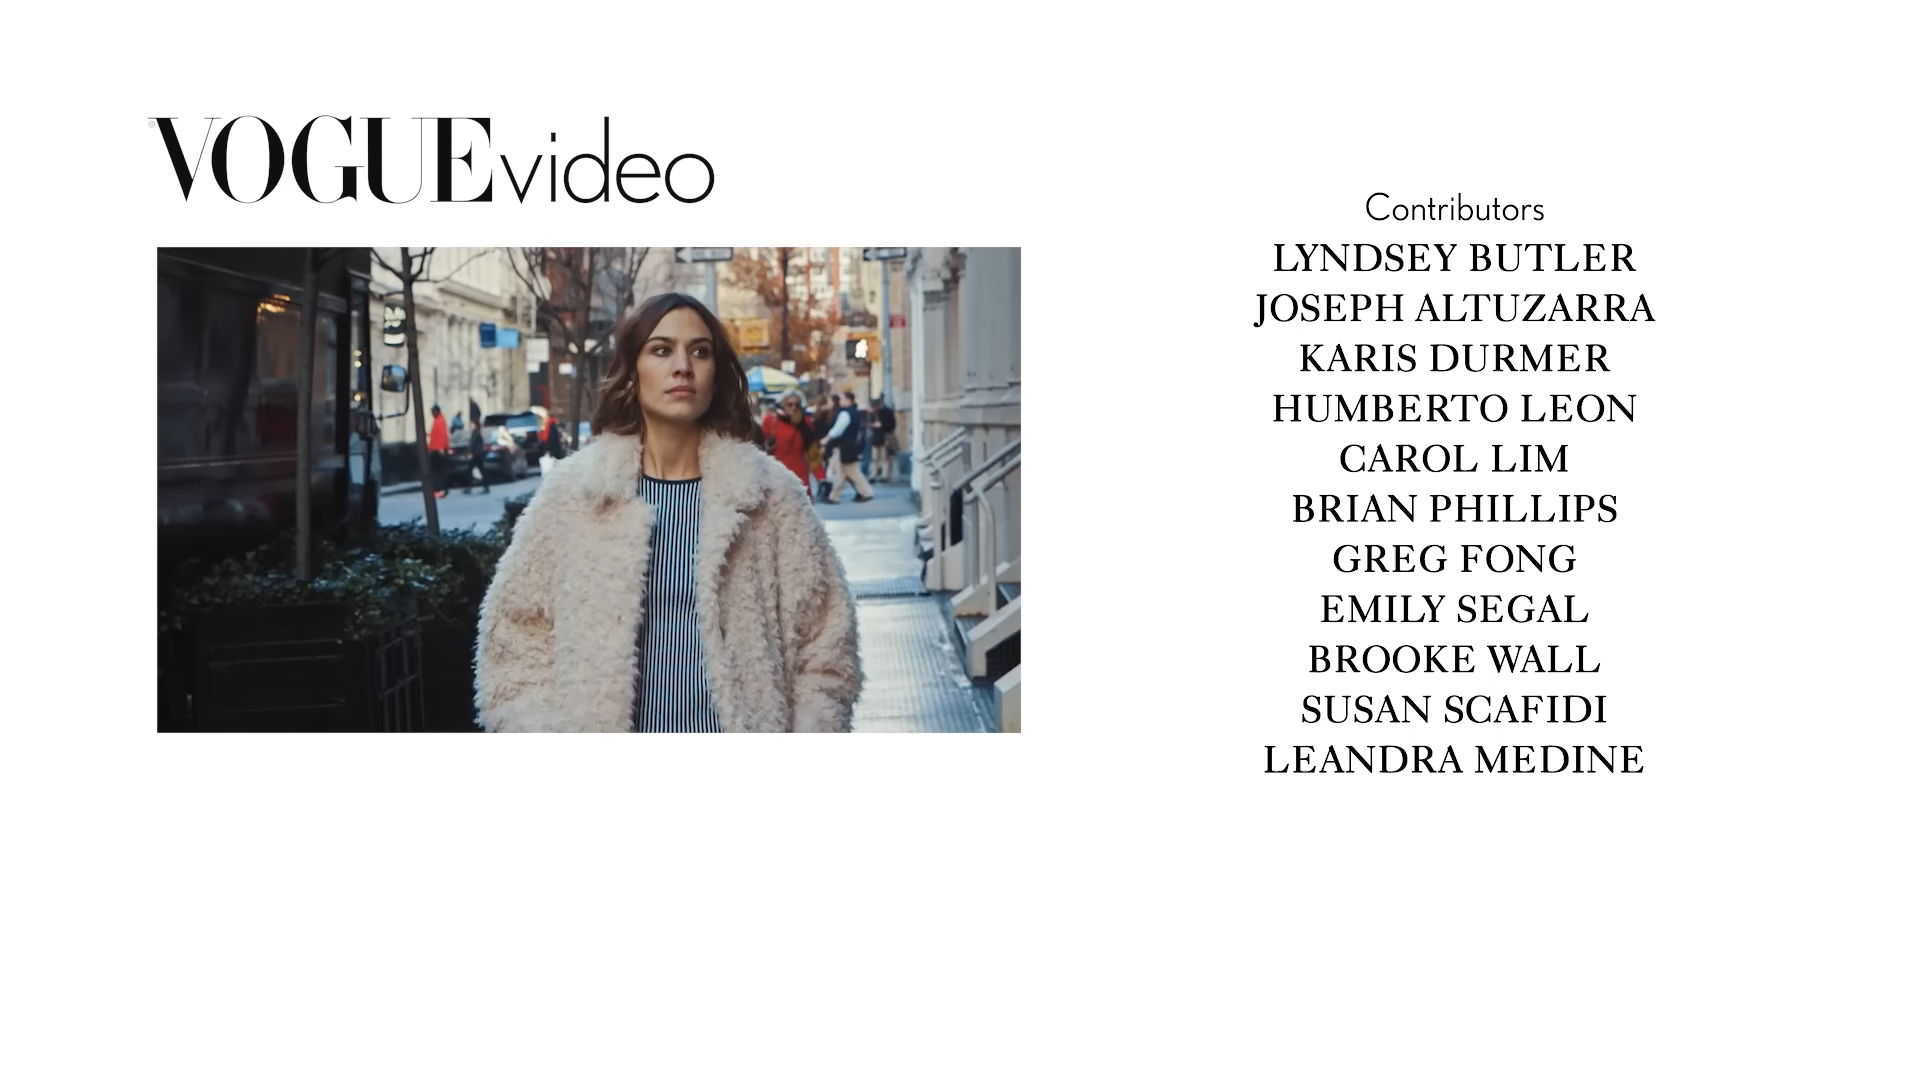 VOGUEvideo
Contributors
LYNDSEY BUTLER
JOSEPH ALTUZARRA
KARIS DURMER
HUMBERTO LEON
CAROL LIM
BRIAN PHILLIPS
GREG FONG
EMILY SEGAL
BROOKE WALL
SUSAN SCAFIDI
LEANDRA MEDINE